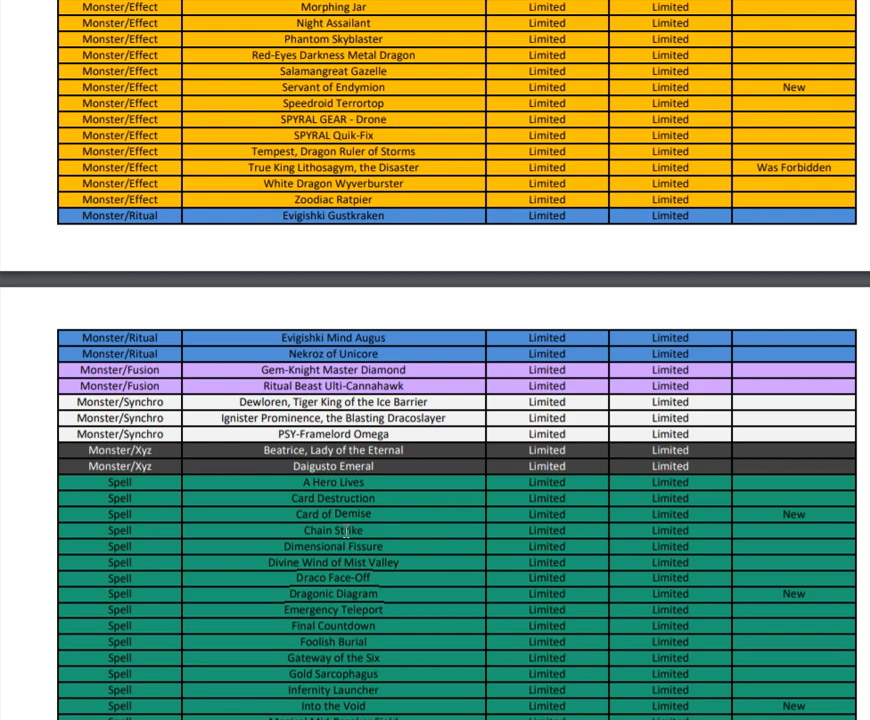 Monster/Effect Morphing Jar Limited Limited
Monster/Effect Night Assailant Limited Limited
Monster/Effect Phantom Skyblaster Limited Limited
Monster/Effect Red-Eyes Darkness Metal Dragon Limited Limited
Monster/Effect Salamangreat Gazelle Limited Limited
Monster/Effect Servant of Endymion Limited Limited New
Monster/Effect Speedroid Terrortop Limited Limited
Monster/Effect SPYRAL GEAR - Drone Limited Limited
Monster/Effect SPYRAL Quik-Fix Limited Limited
Monster/Effect Tempest, Dragon Ruler of Storms Limited Limited
Monster/Effect True King Lithosagym, the Disaster Limited Limited Was Forbidden
Monster/Effect White Dragon Wyverburster Limited Limited
Monster/Effect Zoodiac Ratpier Limited Limited
Monster/Ritual Evigishki Gustkraken Limited Limited
Monster/Ritual Evigishki Mind Augus Limited Limited
Monster/Ritual Nekroz of Unicore Limited Limited
Monster/Fusion Gem-Knight Master Diamond Limited Limited
Monster/Fusion Ritual Beast Ulti-Cannahawk Limited Limited
Monster/Synchro Dewloren, Tiger King of the Ice Barrier Limited Limited
Monster/Synchro Ignister Prominence, the Blasting Dracoslayer Limited Limited
Monster/Synchro PSY-Framelord Omega Limited Limited
Monster/Xyz Beatrice, Lady of the Eternal Limited Limited
Monster/Xyz Daigusto Emeral Limited Limited
Spell A Hero Lives Limited Limited
Spell Card Destruction Limited Limited
Spell Card of Demise Limited Limited New
Spell Chain Strike Limited Limited
Spell Dimensional Fissure Limited Limited
Spell Divine Wind of Mist Valley Limited Limited
Spell Draco Face-Off Limited Limited
Spell Dragonic Diagram Limited Limited New
Spell Emergency Teleport Limited Limited
Spell Final Countdown Limited Limited
Spell Foolish Burial Limited Limited
Spell Gateway of the Six Limited Limited
Spell Gold Sarcophagus Limited Limited
Spell Infernity Launcher Limited Limited
Spell Into the Void Limited Limited New